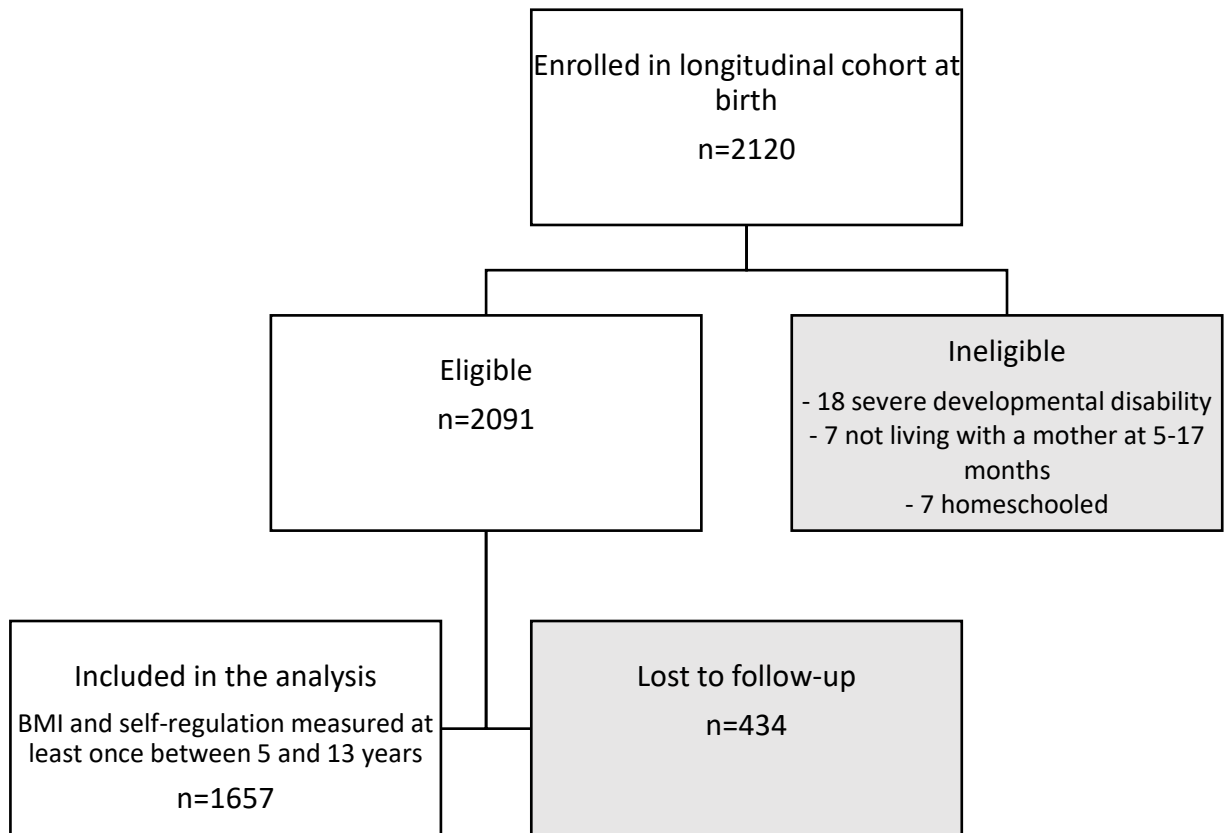 Enrolled in longitudinal cohort at
birth
n=2120
Eligible
n=2091
Ineligible
- 18 severe developmental disability
- 7 not living with a mother at 5-17
months
- 7 homeschooled
Included in the analysis
BMI and self-regulation measured at
least once between 5 and 13 years
n=1657
Lost to follow-up
n=434